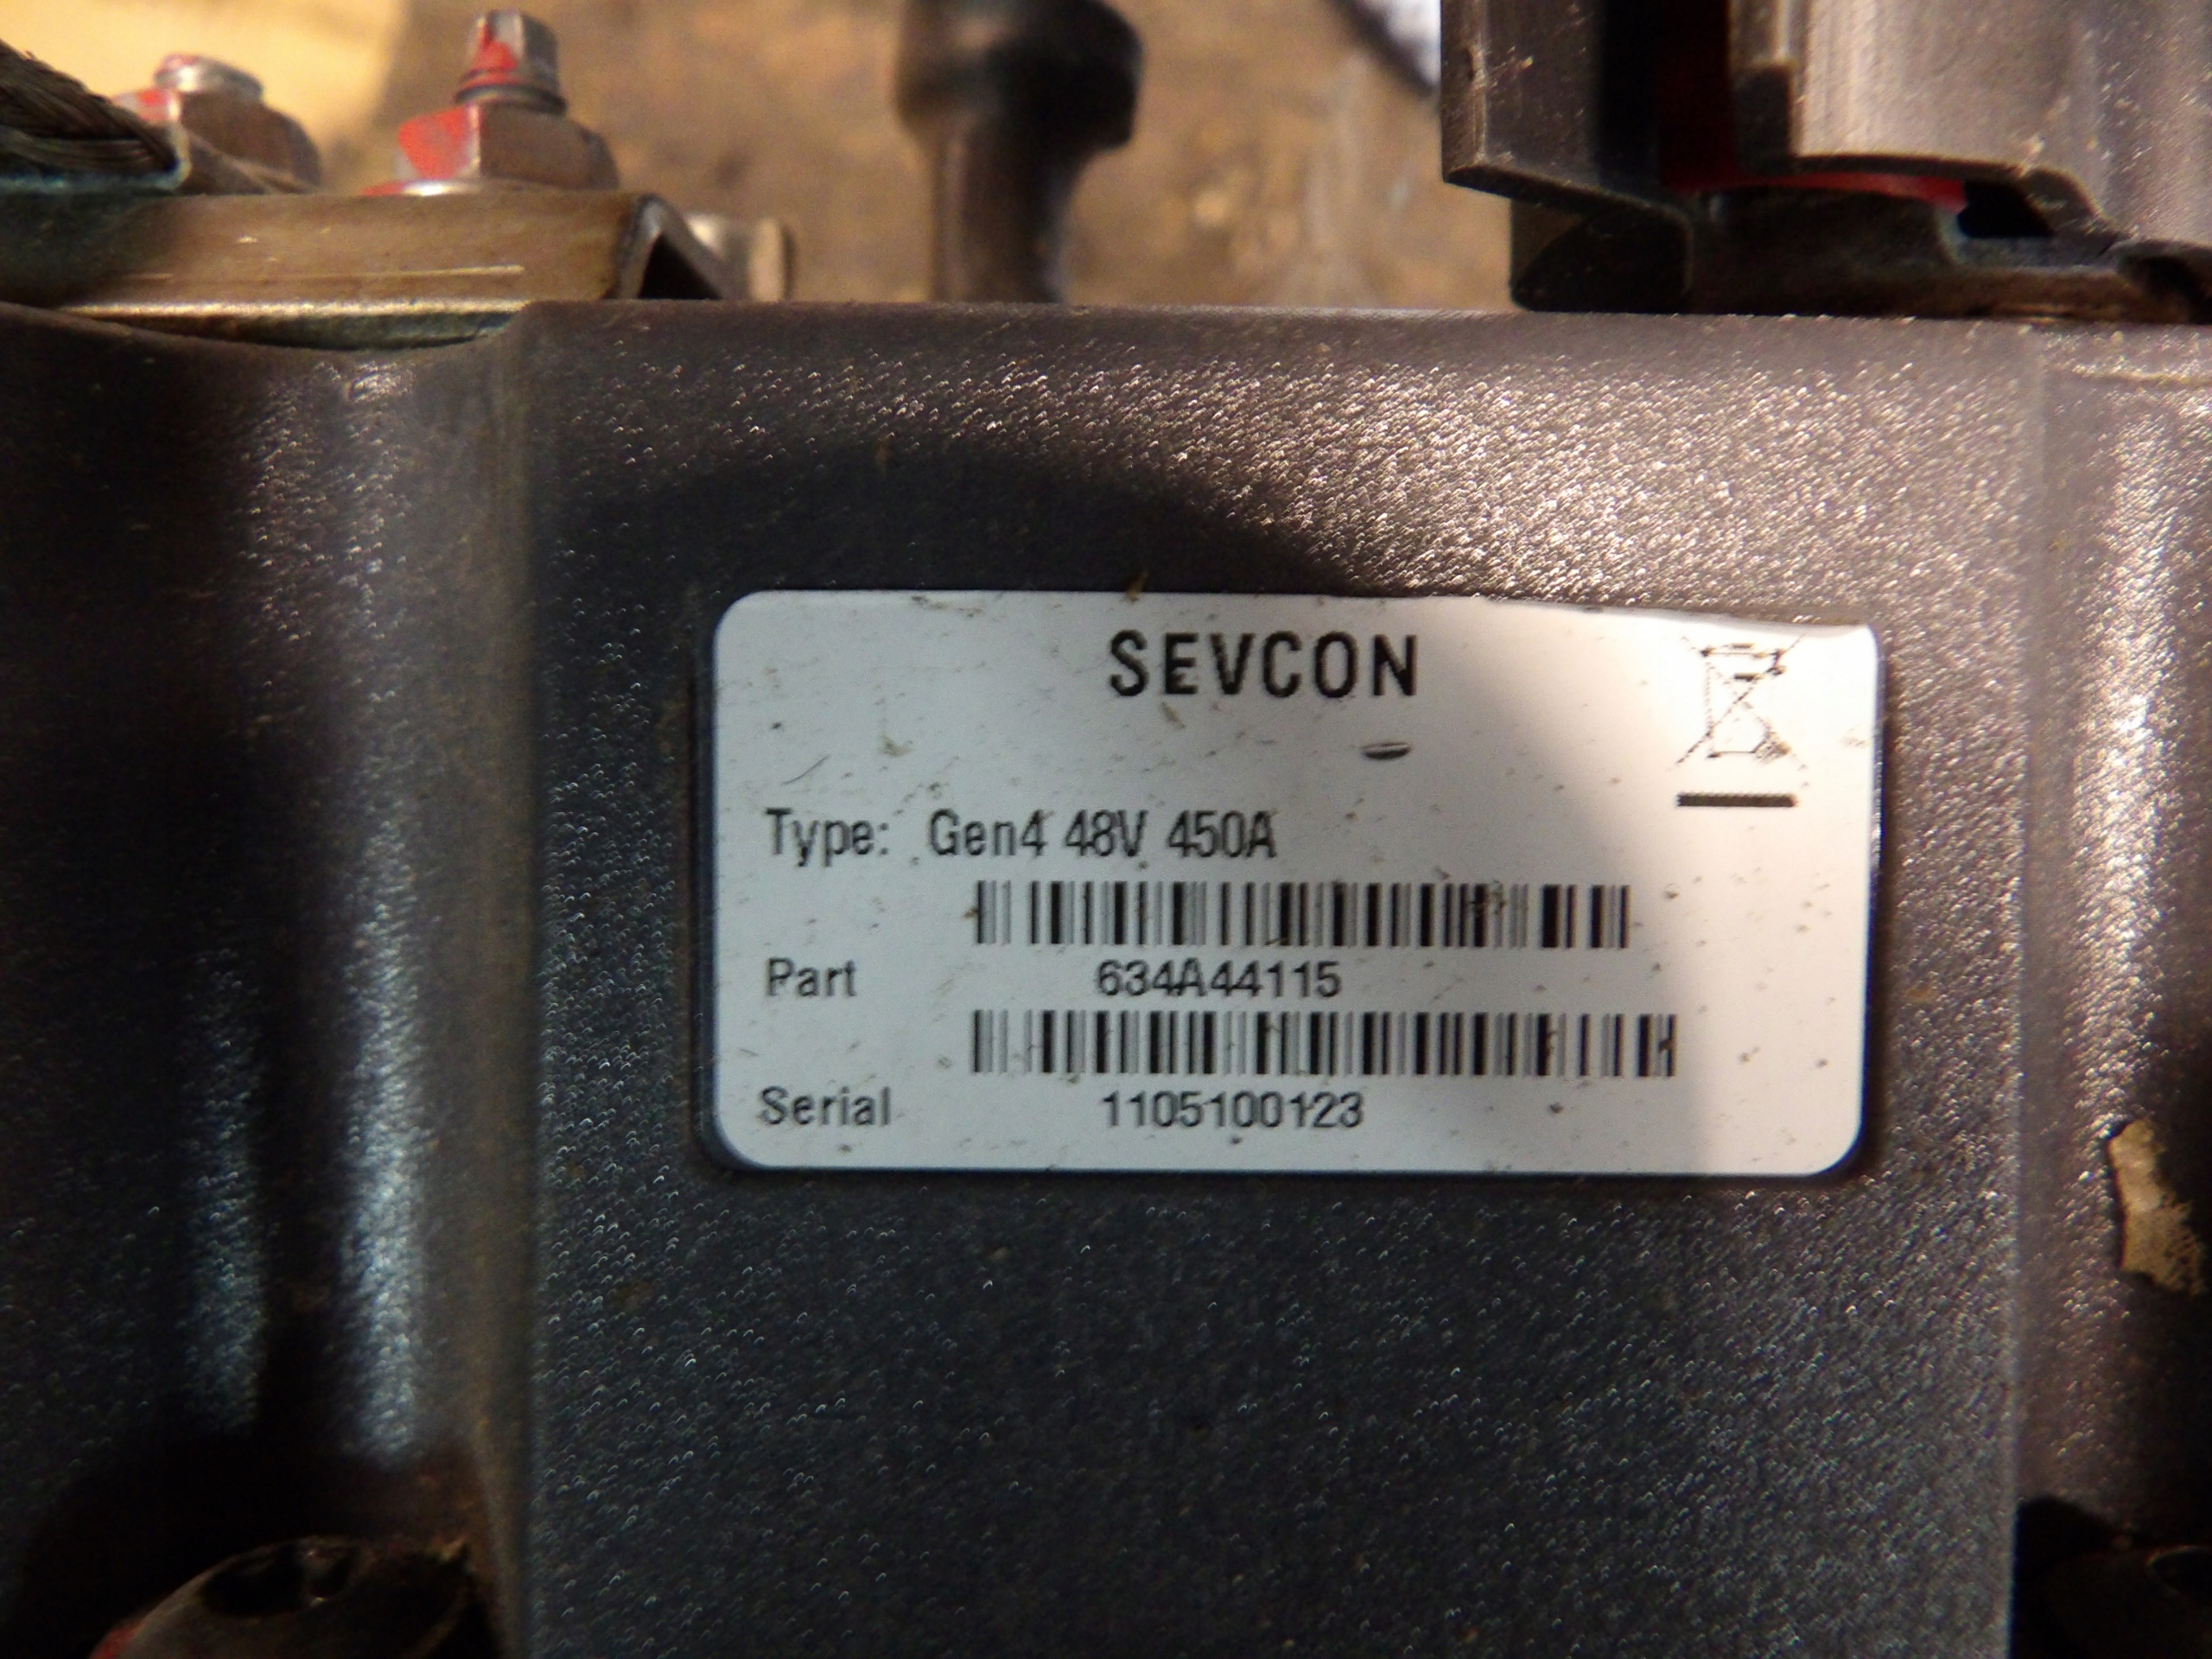 SEVCON
Type: Gen4 48V 450A
Part 634A44115
Serial 1105100123